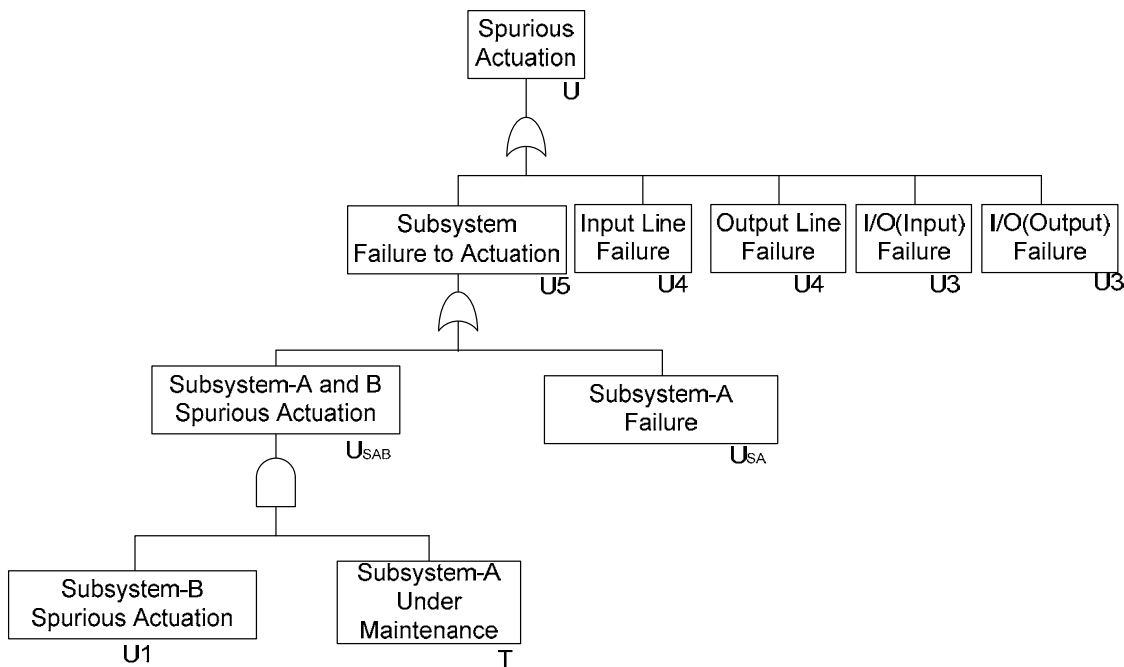 Spurious
Actuation
U
Subsystem
Failure to Actuation
U5
Input Line
Failure
U4
Output Line
Failure
U4
I/O(Input)
Failure
U3
I/O(Output)
Failure
U3
Subsystem-A and B
Spurious Actuation
USAB
Subsystem-A
Failure
USA
Subsystem-B
Spurious Actuation
U1
Subsystem-A
Under
Maintenance
T